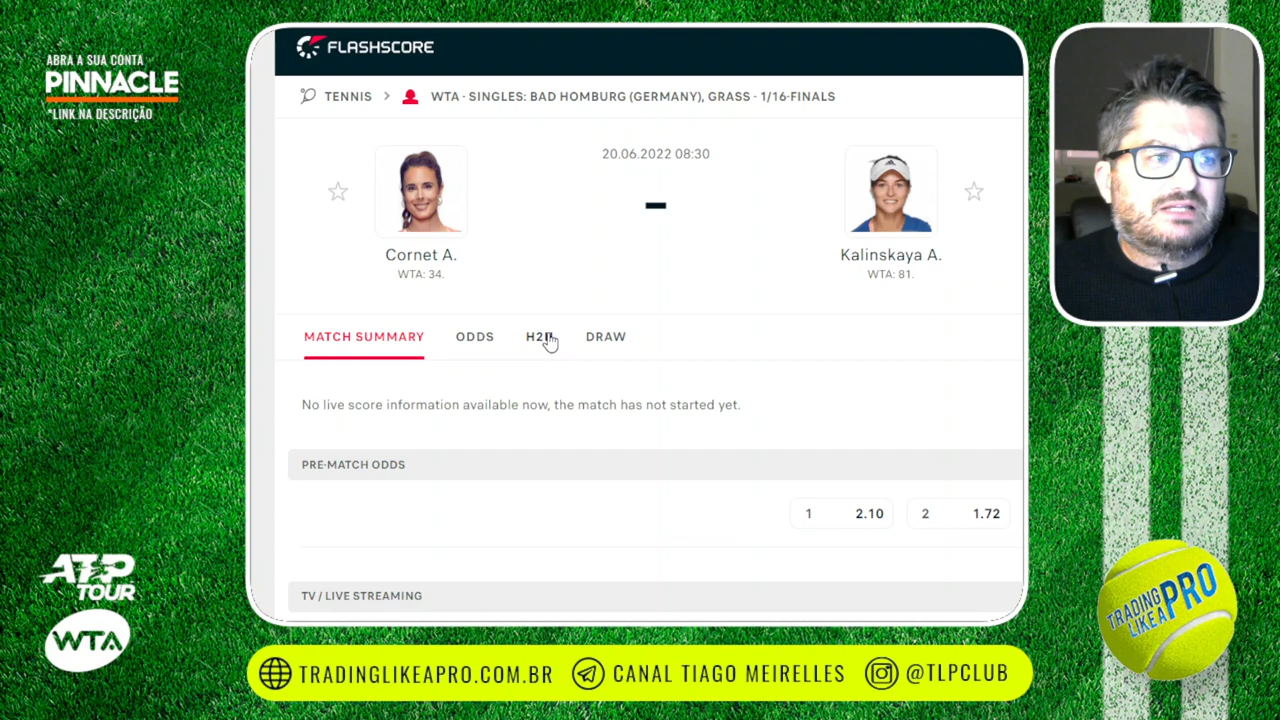 ABRA A SUA CONTA
PINNACLE
*LINK NA DESCRIÇÃO
FLASHSCORE
TENNIS > WTA - SINGLES: BAD HOMBURG (GERMANY), GRASS - 1/16-FINALS
20.06.2022 08:30
-
Cornet A.
WTA: 34.
Kalinskaya A.
WTA: 81.
MATCH SUMMARY ODDS H2H DRAW
No live score information available now, the match has not started yet.
PRE-MATCH ODDS
1 2.10 2 1.72
TV / LIVE STREAMING
ATP
TOUR
WTA
TRADING
LIKE A
PRO
TRADINGLIKEAPRO.COM.BR CANAL TIAGO MEIRELLES @TLPCLUB